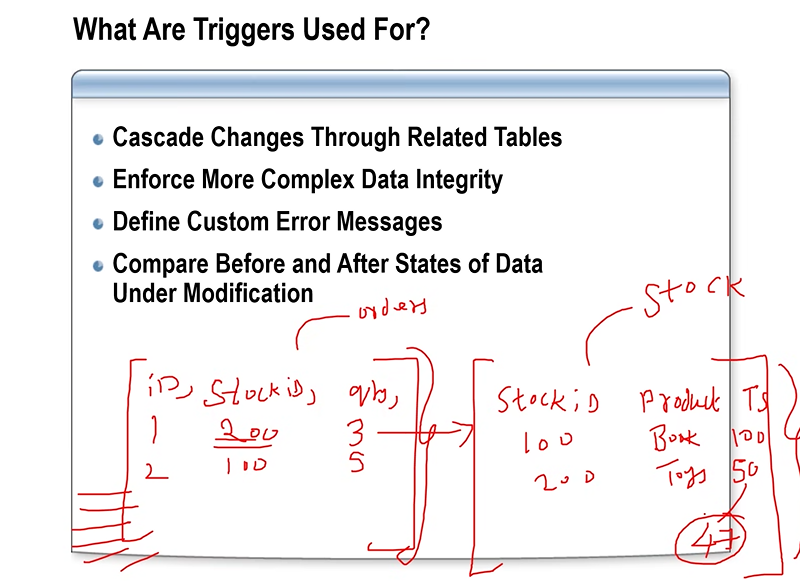 What Are Triggers Used For?
Cascade Changes Through Related Tables
Enforce More Complex Data Integrity
Define Custom Error Messages
Compare Before and After States of Data
Under Modification
orders
Stock
iD, Stockid, qty,
1 200 3
2 100 5
Stockid Product TS
100 Book 100
200 Toys 50
47